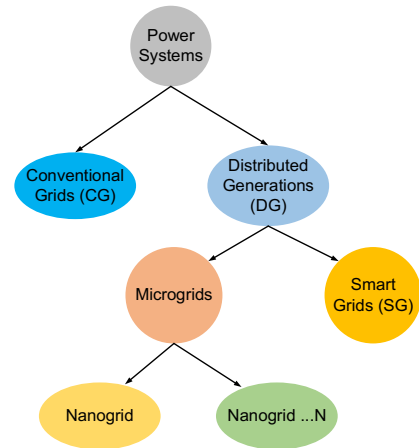 Power
Systems
Conventional
Grids (CG)
Distributed
Generations
(DG)
Microgrids
Smart
Grids (SG)
Nanogrid
Nanogrid ...N